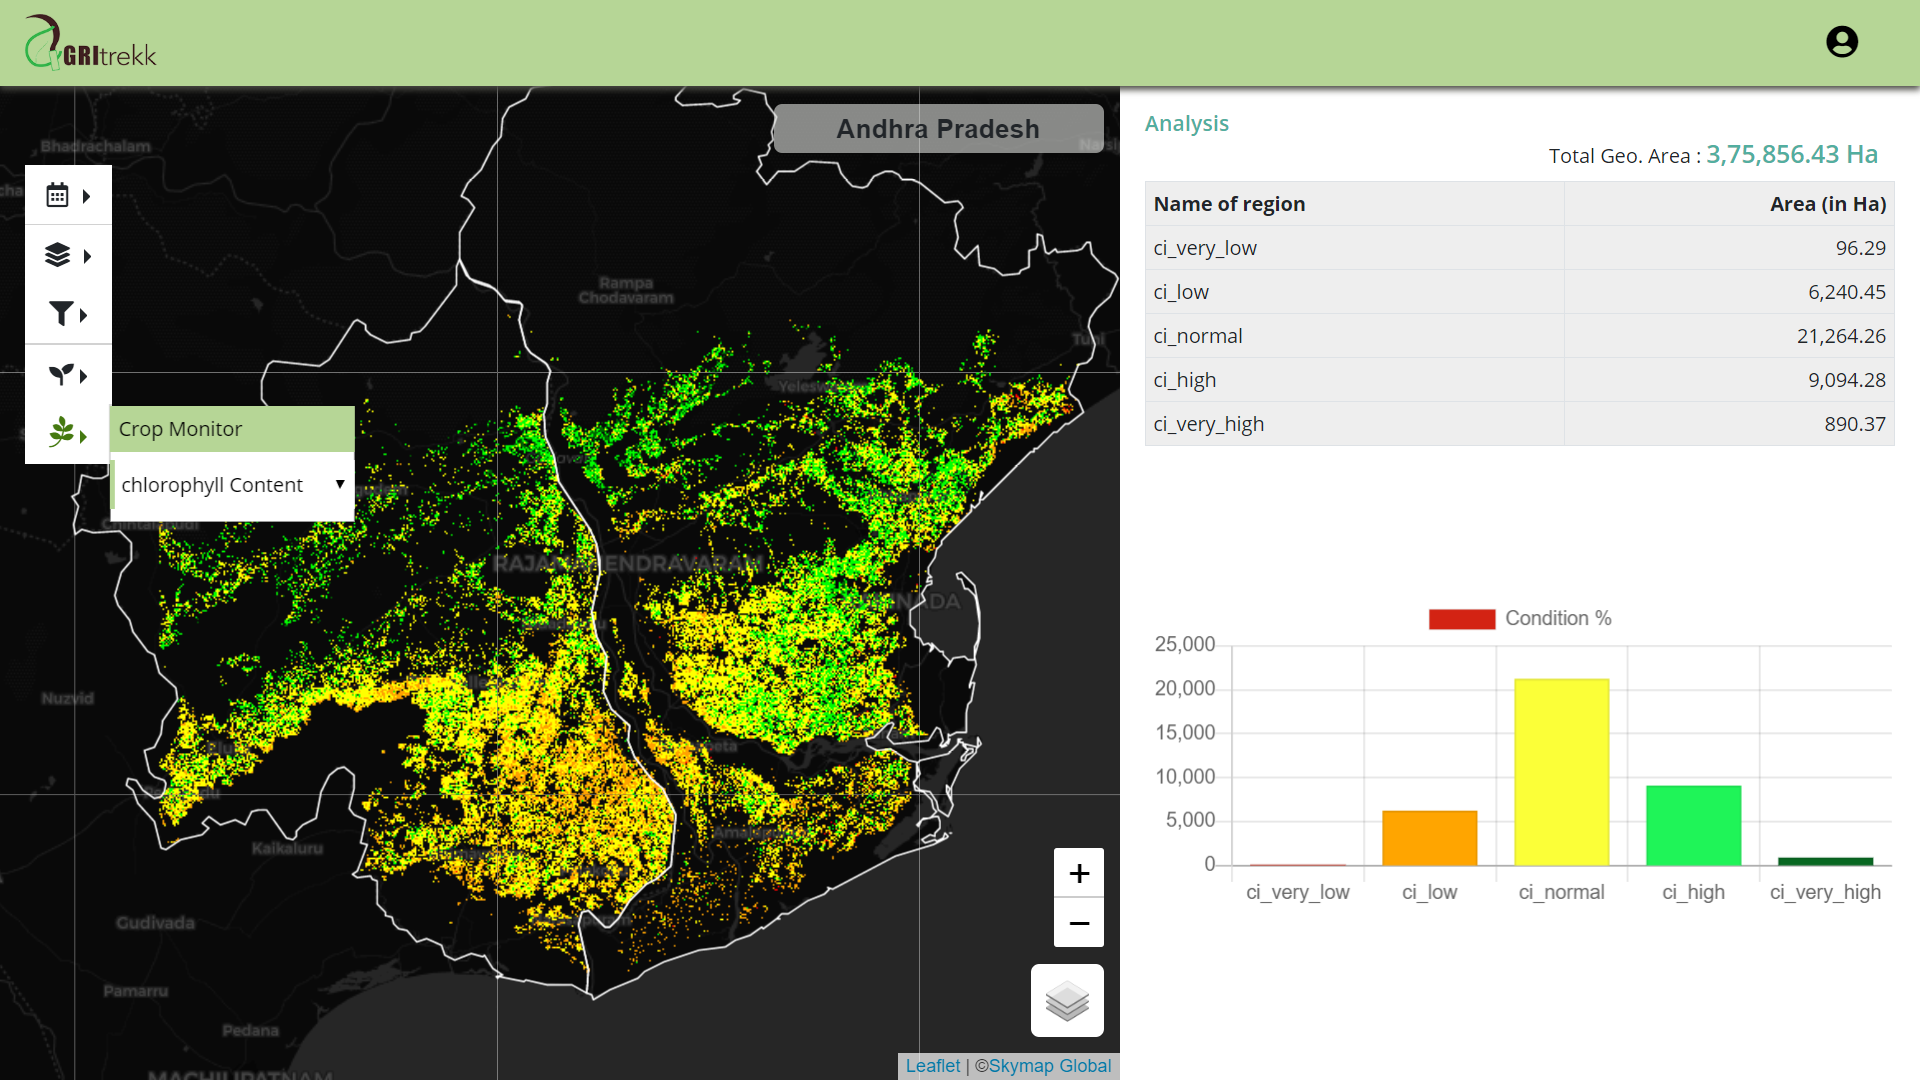 GRItrekk
Andhra Pradesh
Bhadrachalam
Rampa
Chodavaram
Tuni
Crop Monitor
chlorophyll Content
Nuzvid
Kaikaluru
Gudivada
Pamarru
Pedana
MACHILIPATNAM
+
−
Leaflet | ©Skymap Global
Analysis
Total Geo. Area : 3,75,856.43 Ha
Name of region Area (in Ha)
ci_very_low 96.29
ci_low 6,240.45
ci_normal 21,264.26
ci_high 9,094.28
ci_very_high 890.37
Condition %
25,000
20,000
15,000
10,000
5,000
0
ci_very_low ci_low ci_normal ci_high ci_very_high